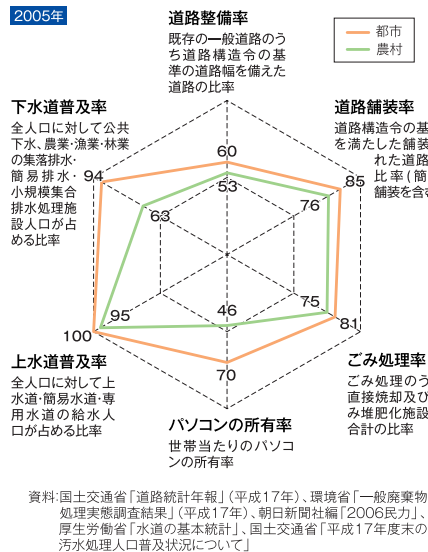 2005年
道路整備率
既存の一般道路のう
ち道路構造令の基
準の道路幅を備えた
道路の比率
都市
農村
下水道普及率
全人口に対して公共
下水、農業・漁業・林業
の集落排水・
簡易排水・
小規模集合
排水処理施
設人口が占
める比率
道路舗装率
道路構造令の基
を満たした舗装
れた道路
比率(簡
舗装を含む
60
53
94
63
85
76
95
100
46
70
75
81
上水道普及率
全人口に対して上
水道・簡易水道・専
用水道の給水人
口が占める比率
パソコンの所有率
世帯当たりのパソコ
ンの所有率
ごみ処理率
ごみ処理のう
直接焼却及び
み堆肥化施設
合計の比率
資料:国土交通省「道路統計年報」(平成17年)、環境省「一般廃棄物
処理実態調査結果」(平成17年)、朝日新聞社編「2006民力」、
厚生労働省「水道の基本統計」、国土交通省「平成17年度末の
汚水処理人口普及状況について」